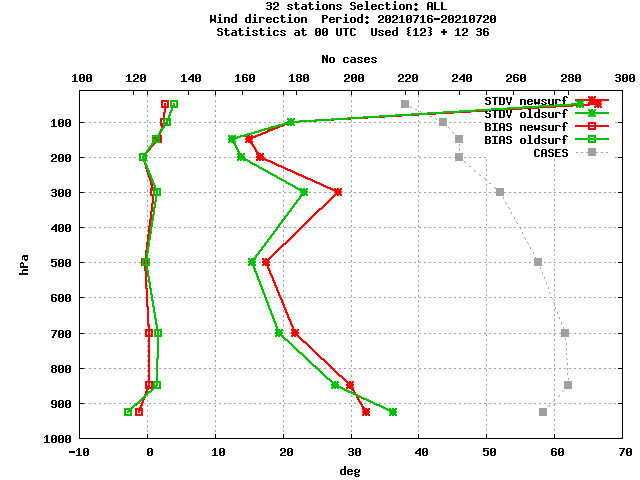 32 stations Selection: ALL
Wind direction  Period: 20210716-20210720
Statistics at 00 UTC  Used {12} + 12 36
No cases
100 120 140 160 180 200 220 240 260 280 300
STDV newsurf
STDV oldsurf
BIAS newsurf
BIAS oldsurf
CASES
100
200
300
400
500
600
700
800
900
1000
hPa
-10 0 10 20 30 40 50 60 70
deg